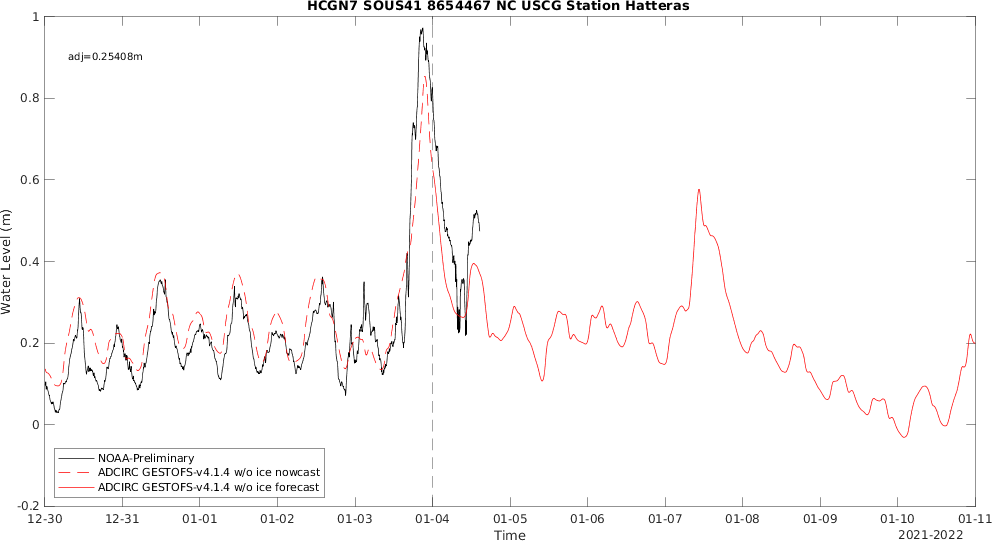 HCGN7 SOUS41 8654467 NC USCG Station Hatteras
adj=0.25408m
1
0.8
0.6
0.4
0.2
0
-0.2
Water Level (m)
NOAA-Preliminary
ADCIRC GESTOFS-v4.1.4 w/o ice nowcast
ADCIRC GESTOFS-v4.1.4 w/o ice forecast
12-30 12-31 01-01 01-02 01-03 01-04 01-05 01-06 01-07 01-08 01-09 01-10 01-11
Time
2021-2022